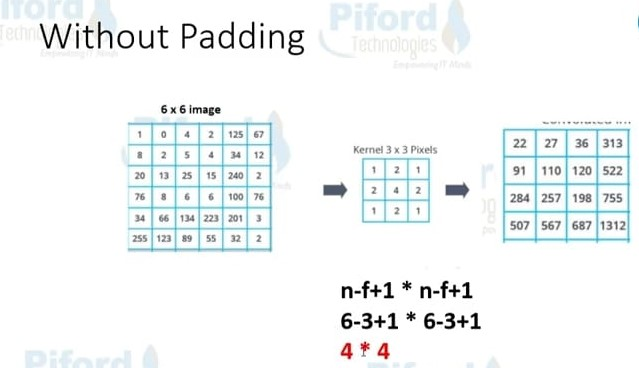 Without Padding
Piford
Technologies
6 x 6 image
1 0 4 2 125 67
8 2 5 4 34 12
20 13 25 15 240 2
76 8 6 6 100 76
34 66 134 223 201 3
255 123 89 55 32 2
Kernel 3 x 3 Pixels
1 2 1
2 4 2
1 2 1
22 27 36 313
91 110 120 522
284 257 198 755
507 567 687 1312
n-f+1 * n-f+1
6-3+1 * 6-3+1
4 * 4
Piford